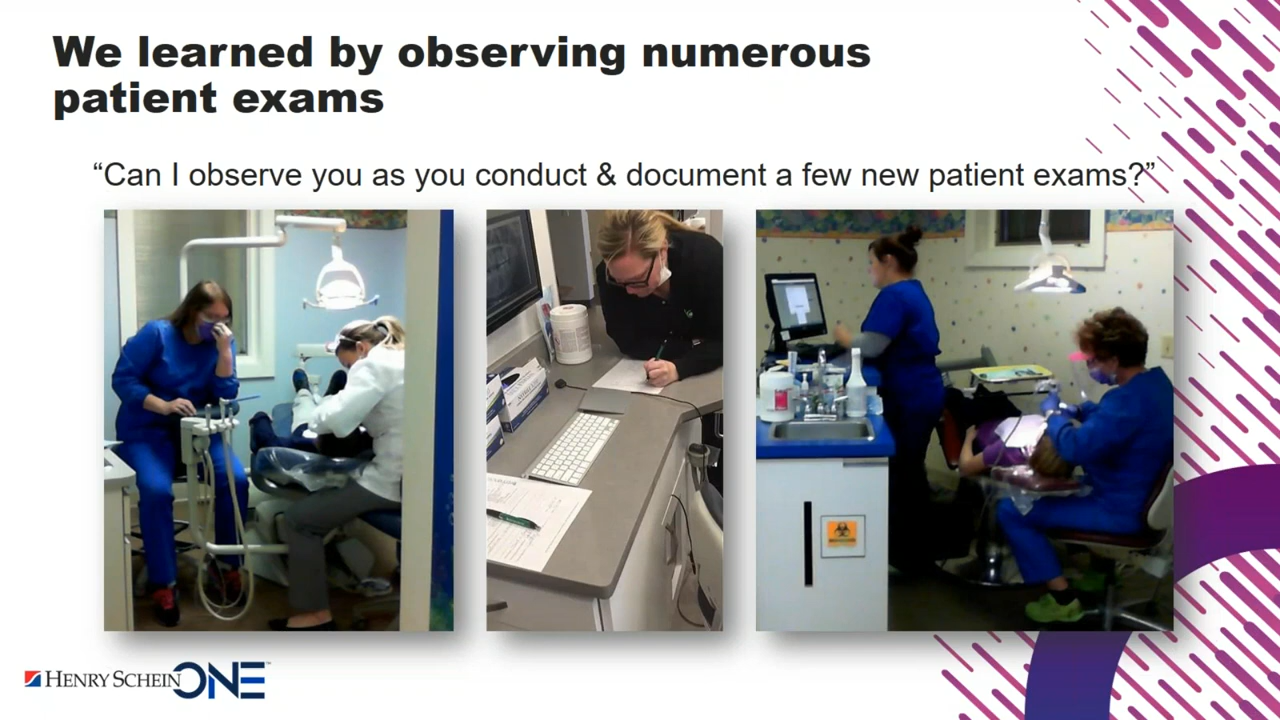 We learned by observing numerous
patient exams
“Can I observe you as you conduct & document a few new patient exams?”
HENRY SCHEIN ONE™